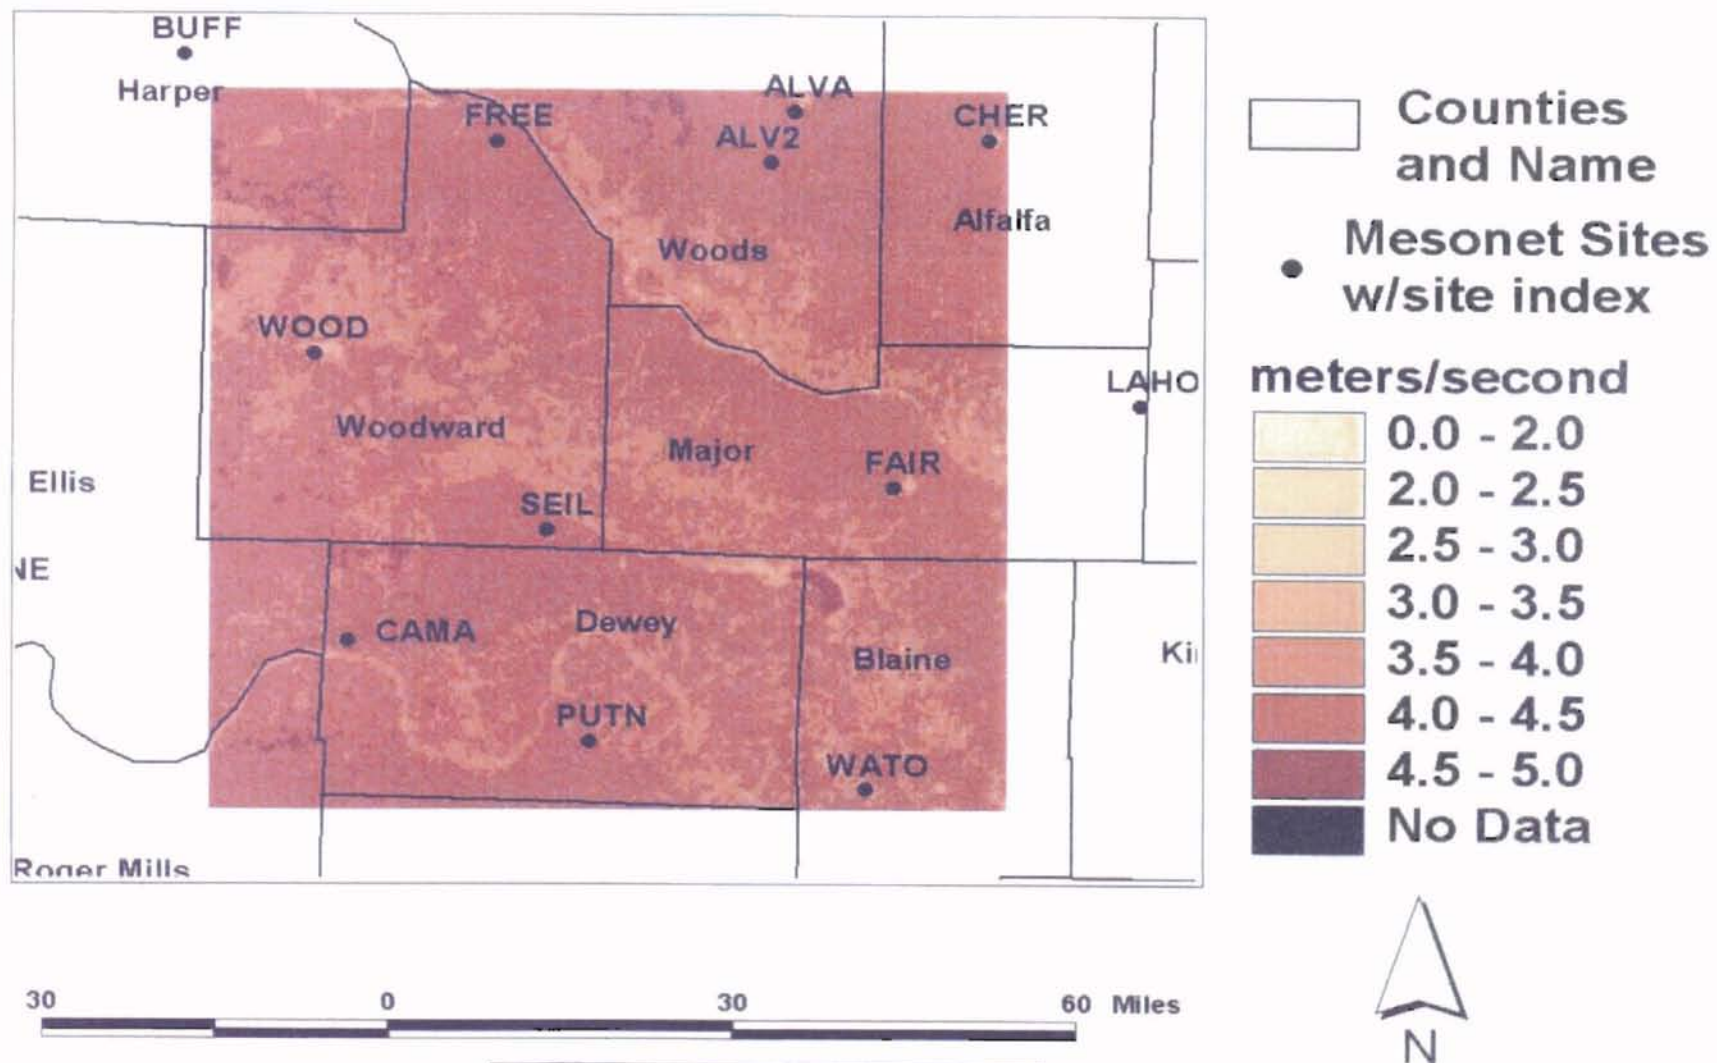 BUFF
Harper
FREE
ALVA
ALV2
CHER
Alfalfa
Woods
WOOD
Woodward
Major
FAIR
LAHO
SEIL
Ellis
NE
CAMA
Dewey
Blaine
Ki
PUTN
WATO
Roger Mills
Counties
and Name
Mesonet Sites
w/site index
meters/second
0.0 - 2.0
2.0 - 2.5
2.5 - 3.0
3.0 - 3.5
3.5 - 4.0
4.0 - 4.5
4.5 - 5.0
No Data
30 0 30 60 Miles
N